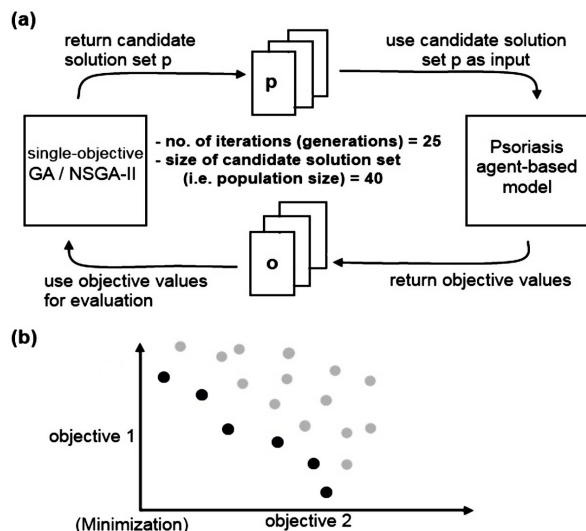 (a)
return candidate
solution set p
use candidate solution
set p as input
p
single-objective
GA / NSGA-II
- no. of iterations (generations) = 25
- size of candidate solution set
(i.e. population size) = 40
Psoriasis
agent-based
model
o
use objective values
for evaluation
return objective values
(b)
objective 1
(Minimization)
objective 2